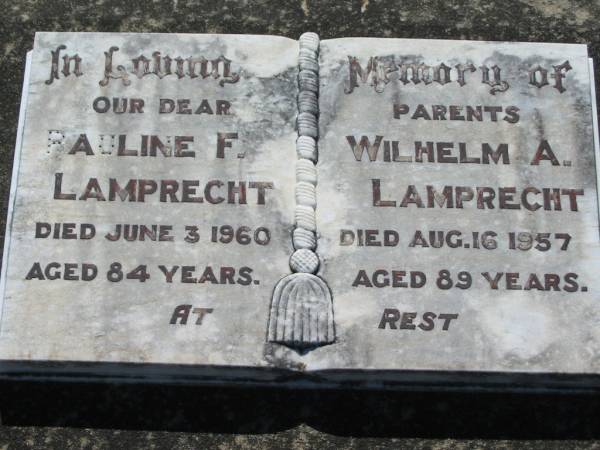 In Loving Memory of
OUR DEAR PARENTS
PAULINE F. LAMPRECHT
DIED JUNE 3 1960
AGED 84 YEARS.
WILHELM A. LAMPRECHT
DIED AUG. 16 1957
AGED 89 YEARS.
AT REST